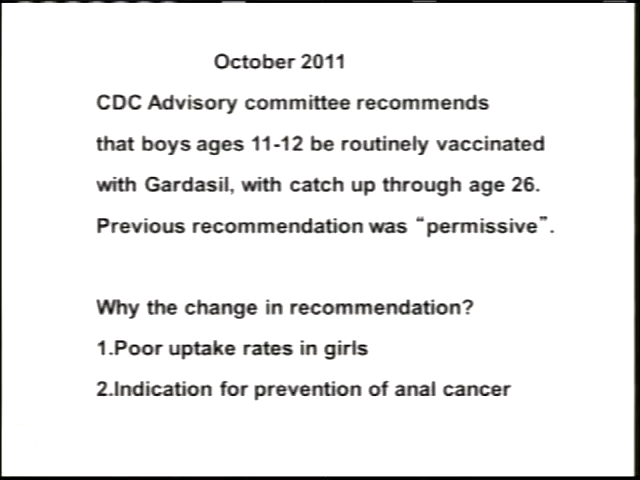 October 2011
CDC Advisory committee recommends
that boys ages 11-12 be routinely vaccinated
with Gardasil, with catch up through age 26.
Previous recommendation was “permissive”.
Why the change in recommendation?
1.Poor uptake rates in girls
2.Indication for prevention of anal cancer